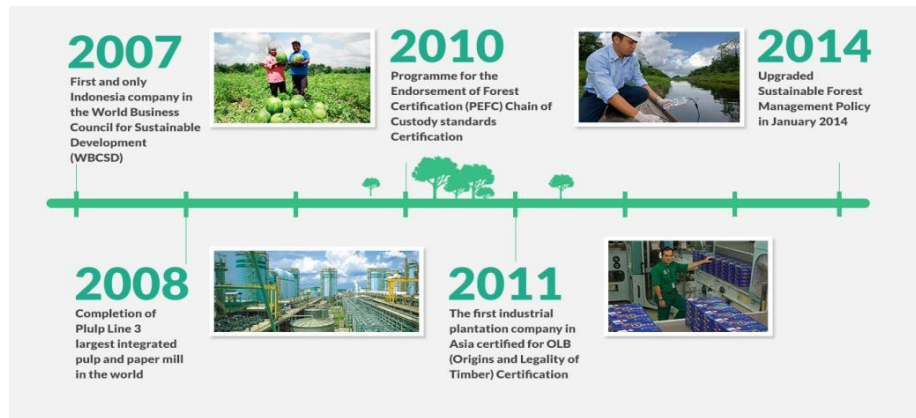 2007
First and only
Indonesia company in
the World Business
Council for Sustainable
Development
(WBCSD)
2010
Programme for the
Endorsement of Forest
Certification (PEFC) Chain of
Custody standards
Certification
2014
Upgraded
Sustainable Forest
Management Policy
in January 2014
2008
Completion of
Plulp Line 3
largest integrated
pulp and paper mill
in the world
2011
The first industrial
plantation company in
Asia certified for OLB
(Origins and Legality of
Timber) Certification